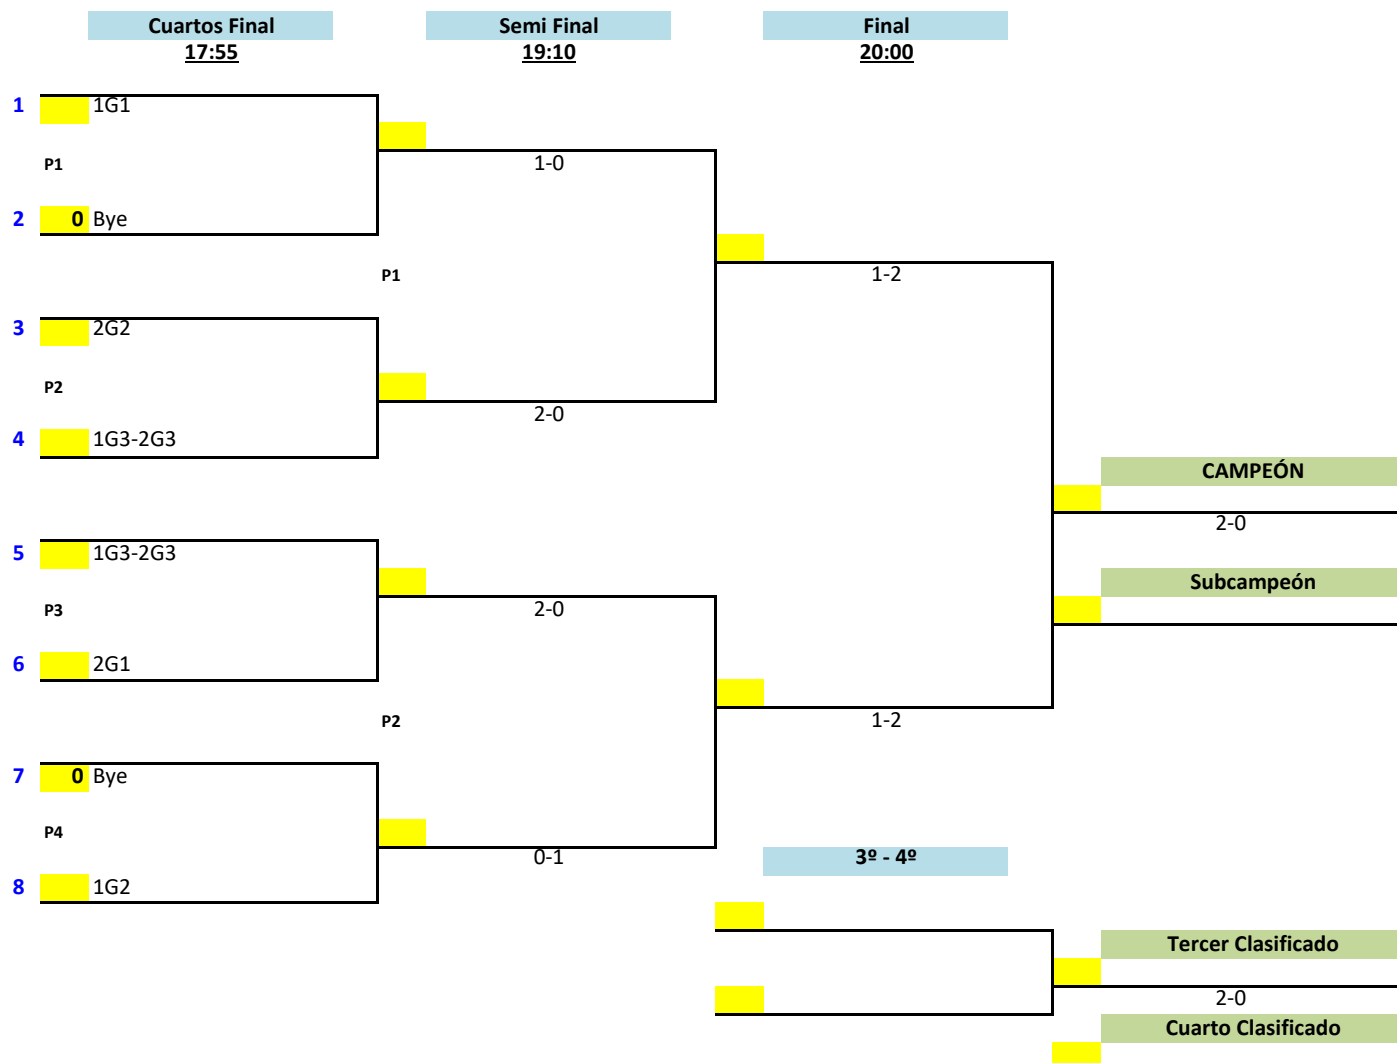 Cuartos Final Semi Final Final
17:55 19:10 20:00
1 1G1
P1 1-0
2 0 Bye
P1 1-2
3 2G2
P2
2-0
4 1G3-2G3
CAMPEÓN
2-0
5 1G3-2G3
Subcampeón
P3 2-0
6 2G1
P2 1-2
7 0 Bye
P4
0-1 3º - 4º
8 1G2
Tercer Clasificado
2-0
Cuarto Clasificado